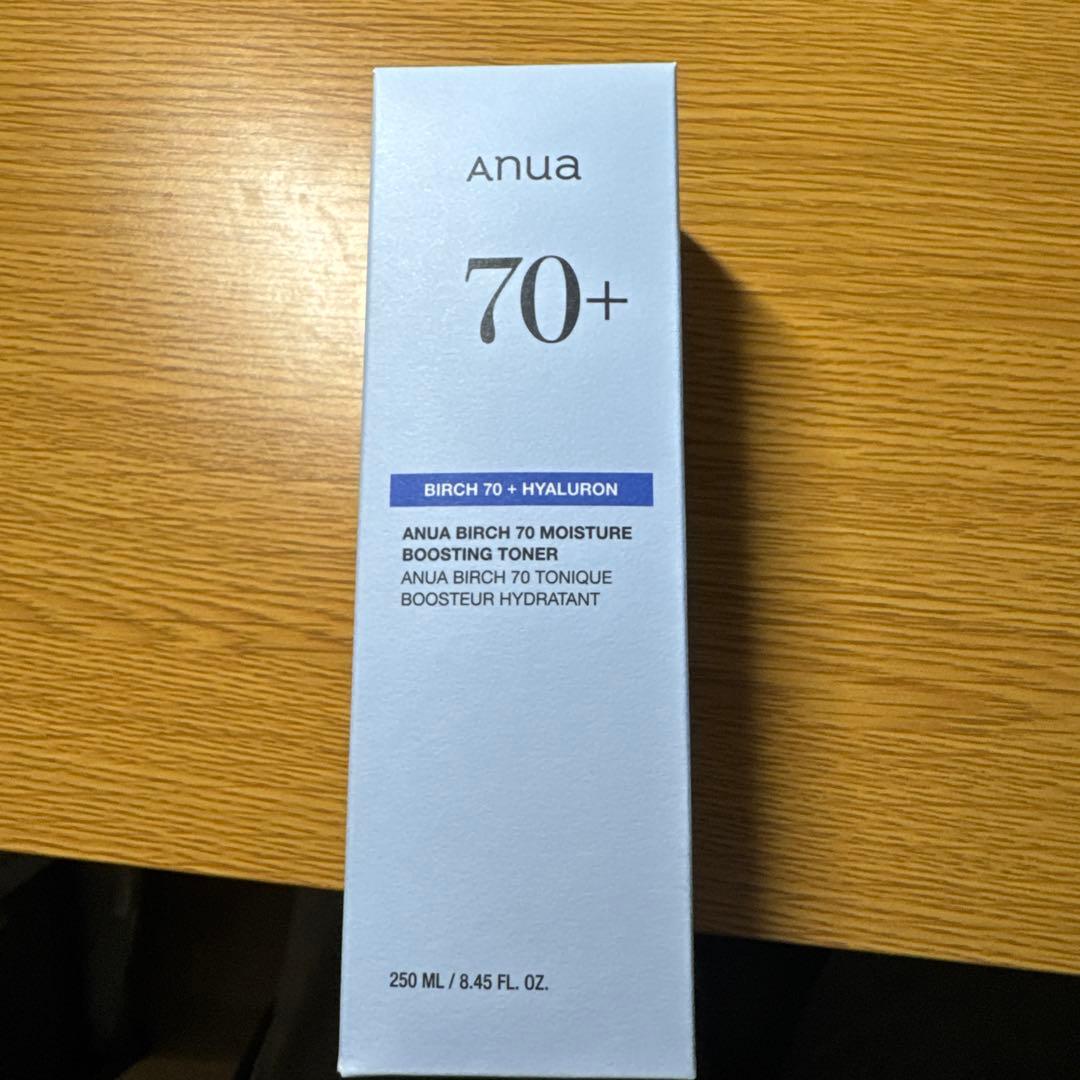 Anua
70+
BIRCH 70 + HYALURON
ANUA BIRCH 70 MOISTURE
BOOSTING TONER
ANUA BIRCH 70 TONIQUE
BOOSTEUR HYDRATANT
250 ML / 8.45 FL. OZ.